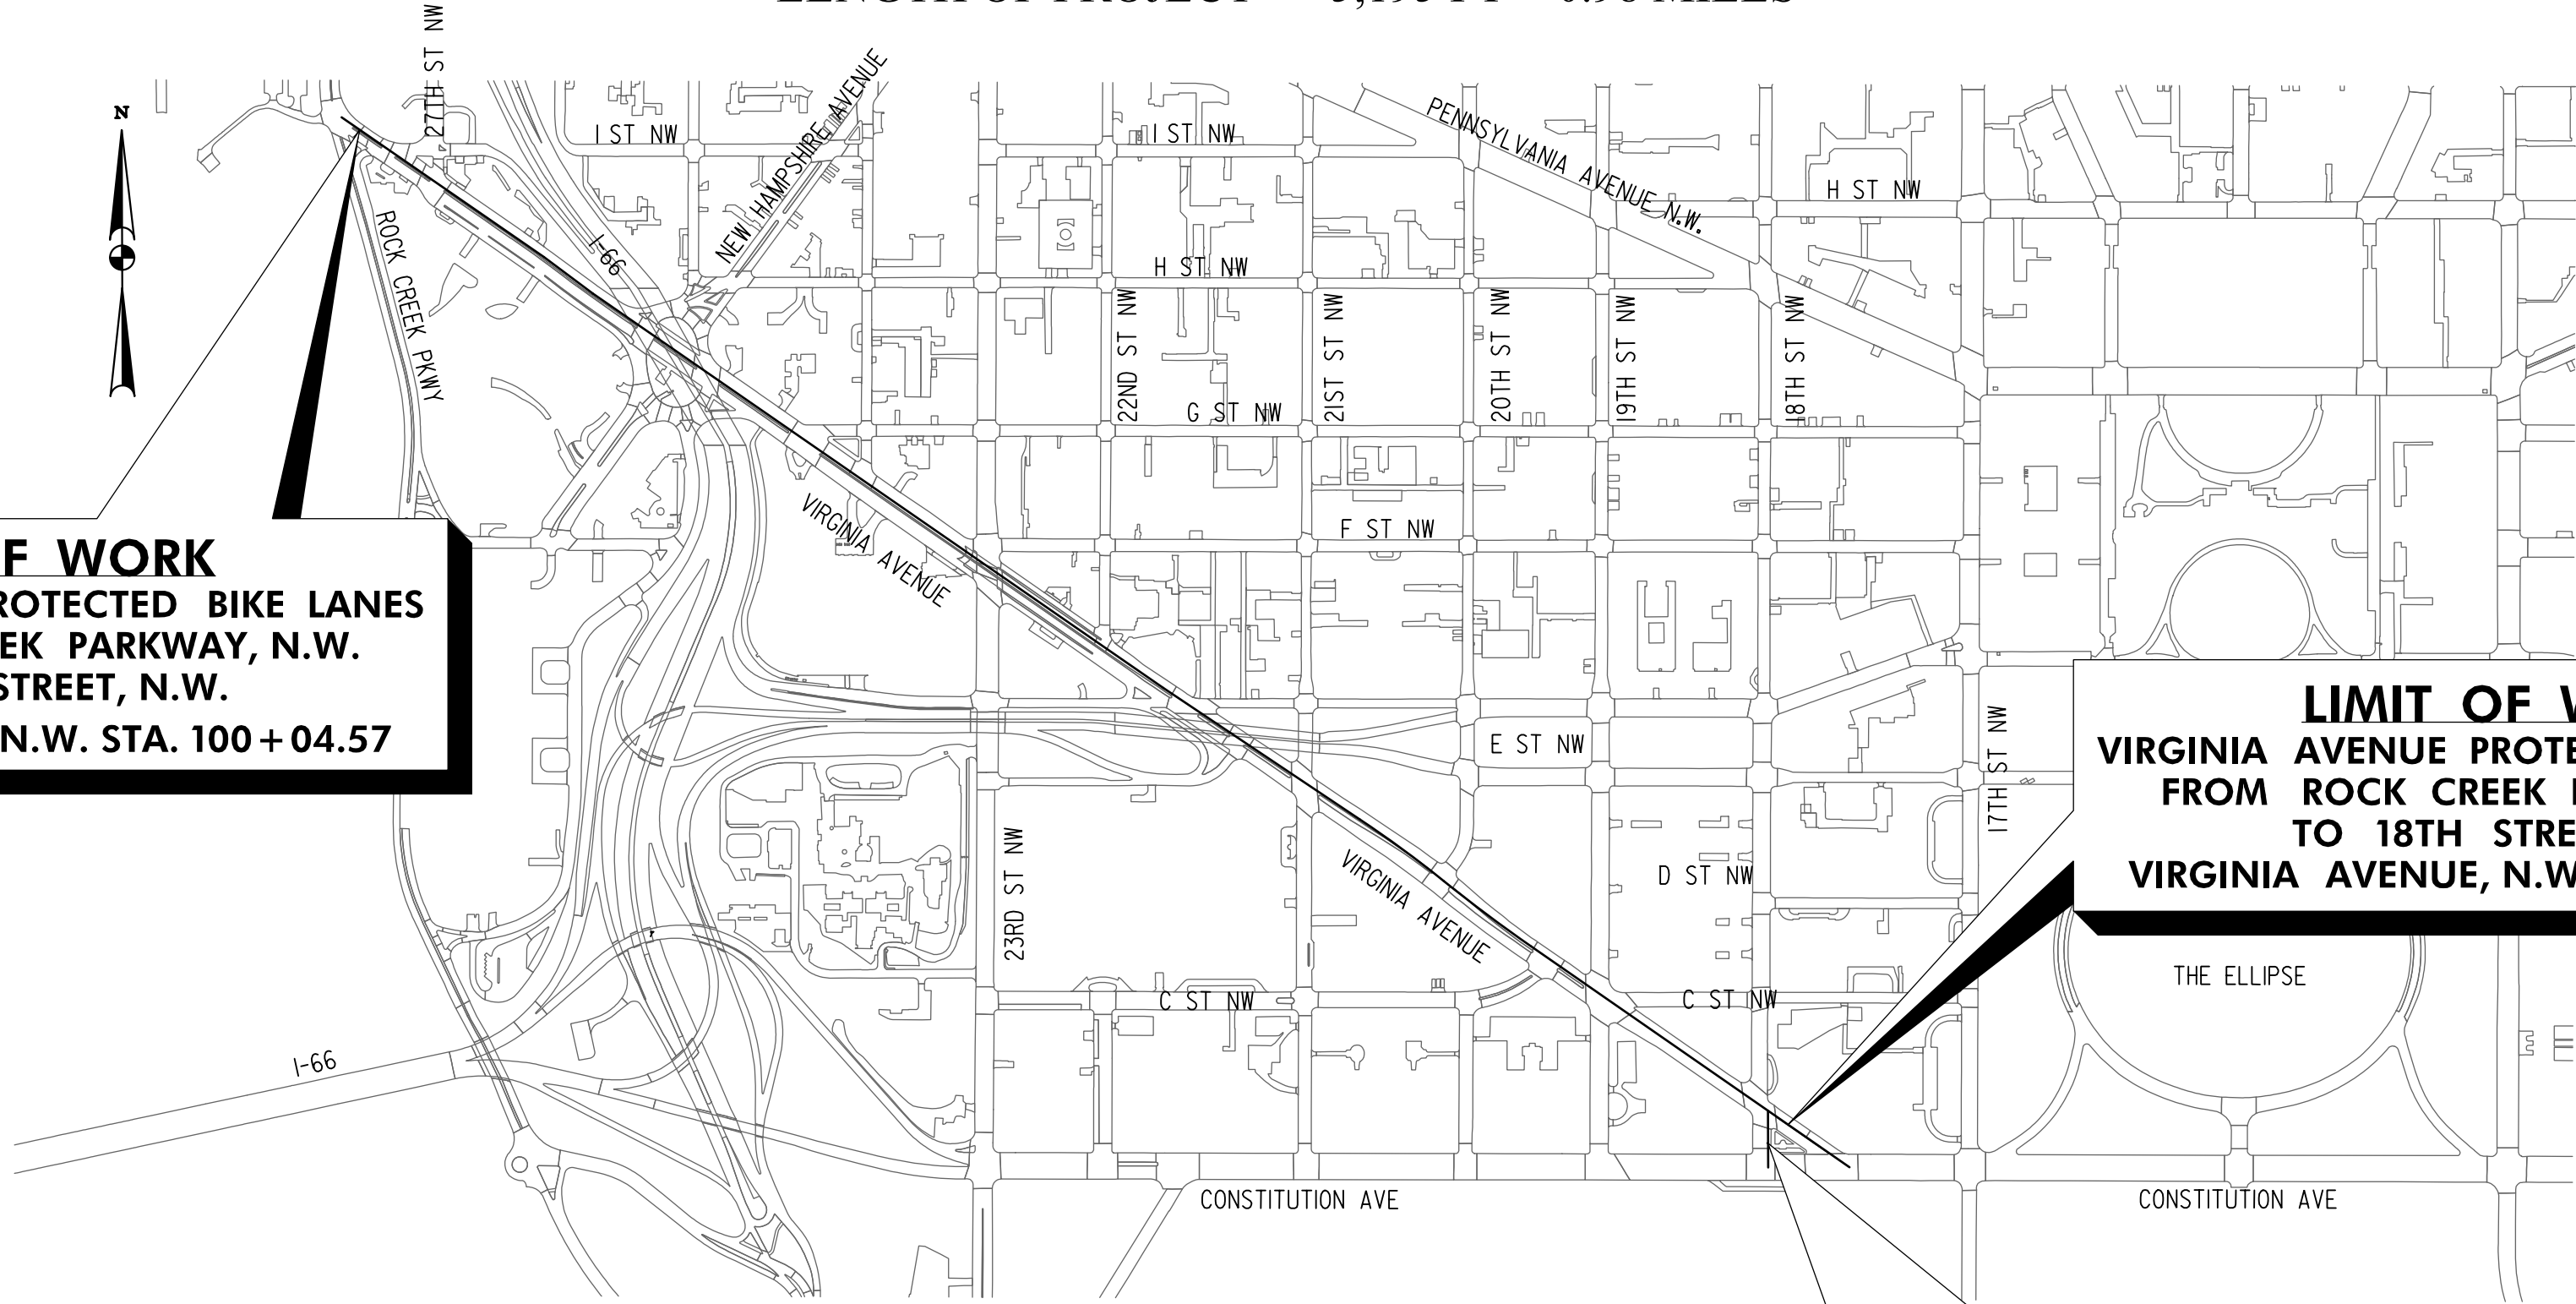 27TH ST NW
N
I ST NW
NEW HAMPSHIRE AVENUE
I ST NW
PENNSYLVANIA AVENUE N.W.
H ST NW
ROCK CREEK PKWY
I-66
H ST NW
22ND ST NW
21ST ST NW
20TH ST NW
19TH ST NW
18TH ST NW
G ST NW
F ST NW
VIRGINIA AVENUE
F WORK
ROTECTED BIKE LANES
EEK PARKWAY, N.W.
STREET, N.W.
N.W. STA. 100+04.57
E ST NW
17TH ST NW
LIMIT OF
VIRGINIA AVENUE PROTE
FROM ROCK CREEK
TO 18TH STRE
VIRGINIA AVENUE, N.W
23RD ST NW
VIRGINIA AVENUE
D ST NW
THE ELLIPSE
C ST NW
C ST NW
I-66
CONSTITUTION AVE
CONSTITUTION AVE